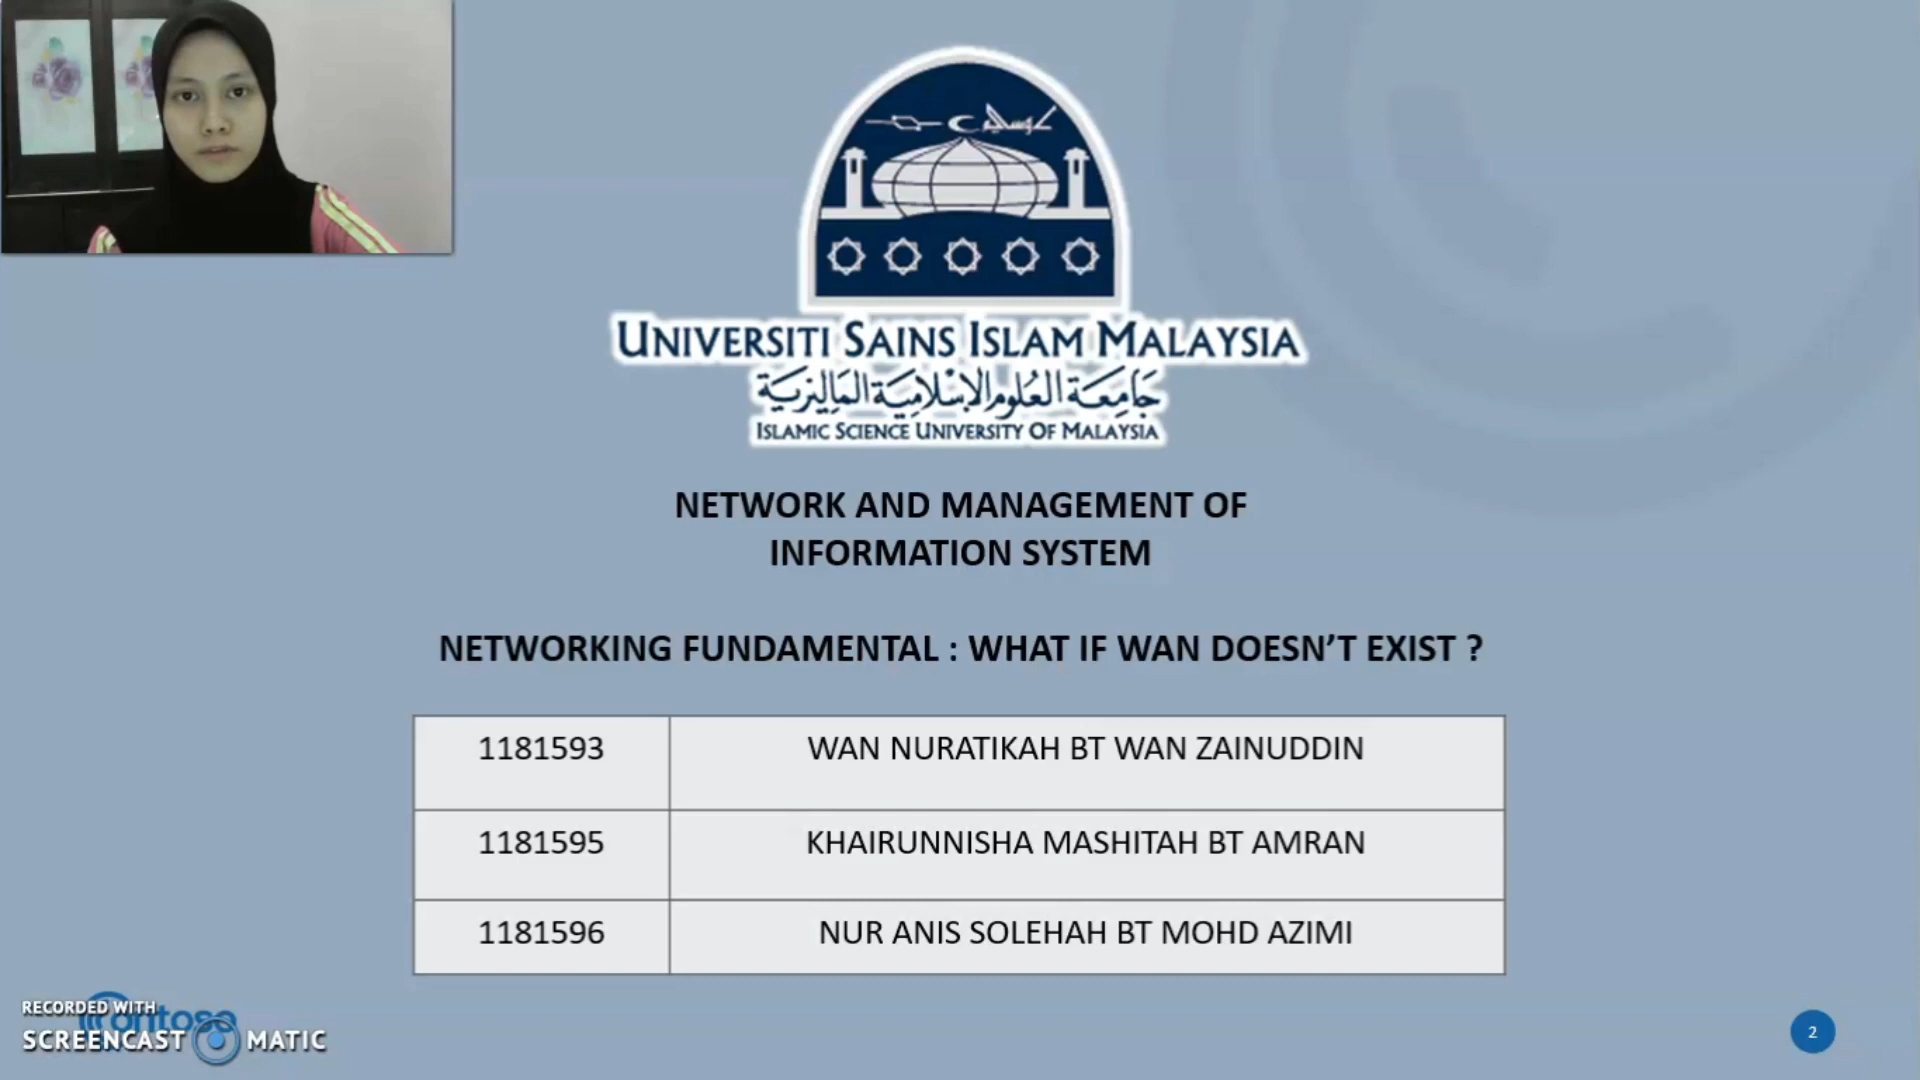 UNIVERSITI SAINS ISLAM MALAYSIA
جامعة العلوم الإسلامية الماليزية
ISLAMIC SCIENCE UNIVERSITY OF MALAYSIA
NETWORK AND MANAGEMENT OF
INFORMATION SYSTEM
NETWORKING FUNDAMENTAL : WHAT IF WAN DOESN’T EXIST ?
1181593 WAN NURATIKAH BT WAN ZAINUDDIN
1181595 KHAIRUNNISHA MASHITAH BT AMRAN
1181596 NUR ANIS SOLEHAH BT MOHD AZIMI
RECORDED WITH
SCREENCAST MATIC
2